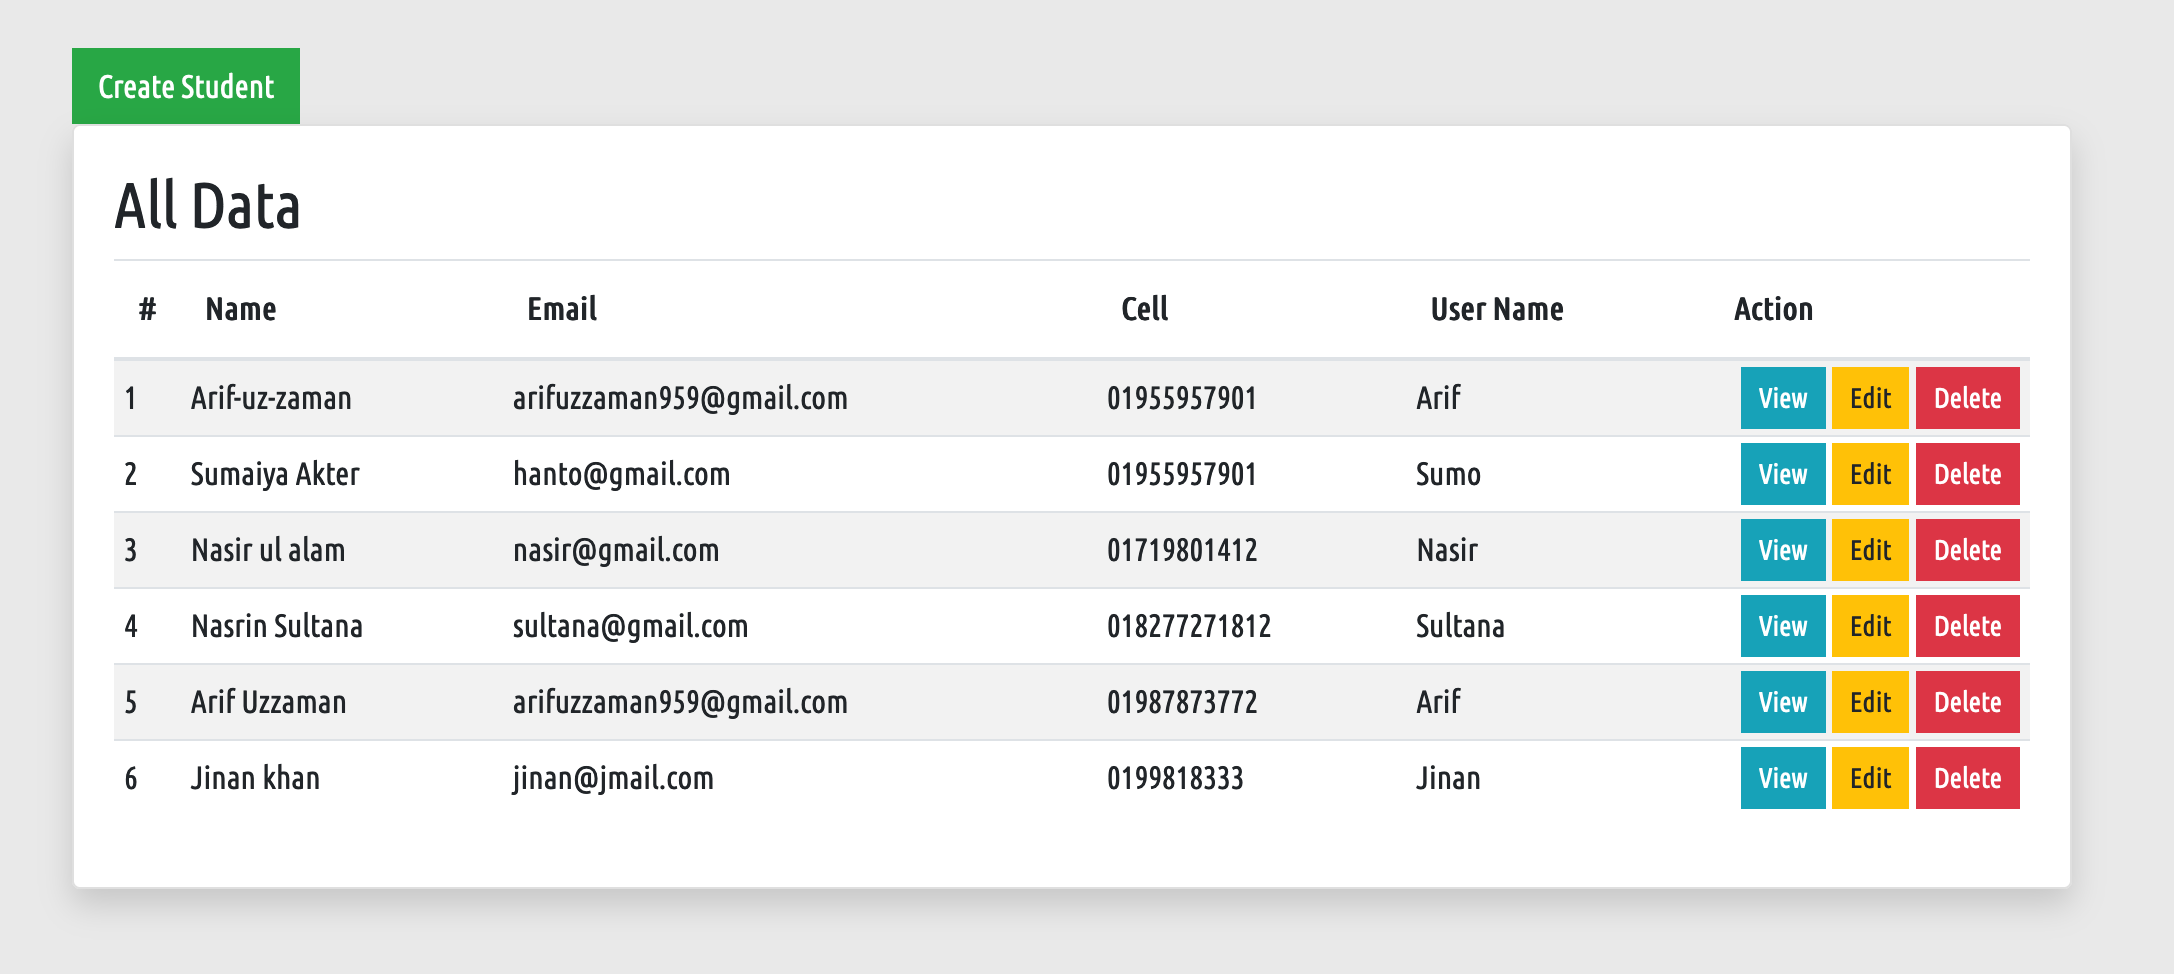 Create Student
All Data
# Name Email Cell User Name Action
1 Arif-uz-zaman arifuzzaman959@gmail.com 01955957901 Arif View Edit Delete
2 Sumaiya Akter hanto@gmail.com 01955957901 Sumo View Edit Delete
3 Nasir ul alam nasir@gmail.com 01719801412 Nasir View Edit Delete
4 Nasrin Sultana sultana@gmail.com 018277271812 Sultana View Edit Delete
5 Arif Uzzaman arifuzzaman959@gmail.com 01987873772 Arif View Edit Delete
6 Jinan khan jinan@jmail.com 0199818333 Jinan View Edit Delete